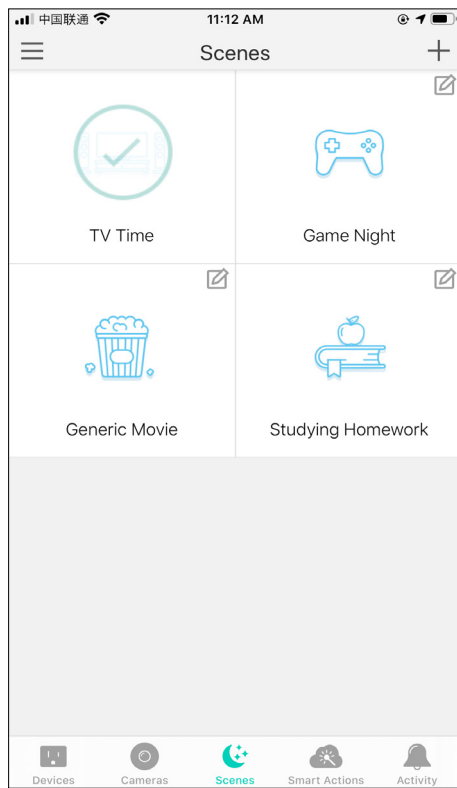 中国联通
11:12 AM
Scenes
TV Time
Game Night
Generic Movie
Studying Homework
Devices
Cameras
Scenes
Smart Actions
Activity